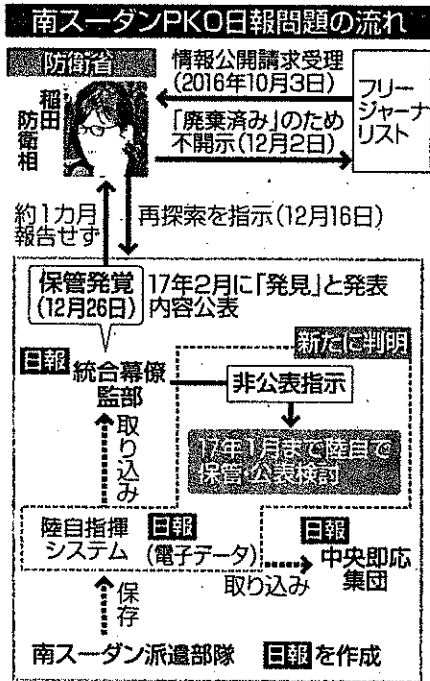 南スーダンPKO日報問題の流れ
防衛省
稲田
防衛相
情報公開請求受理
(2016年10月3日)
フリー
ジャーナ
リスト
「廃棄済み」のため
不開示(12月2日)
約1カ月
報告せず
再探索を指示(12月16日)
保管発覚
(12月26日)
17年2月に「発見」と発表
内容公表
新たに判明
日報
統合幕僚
監部
非公表指示
17年1月まで陸自で
保管・公表検討
取り込み
陸自指揮
システム
日報
(電子データ)
取り込み
日報
中央即応
集団
保存
南スーダン派遣部隊
日報を作成